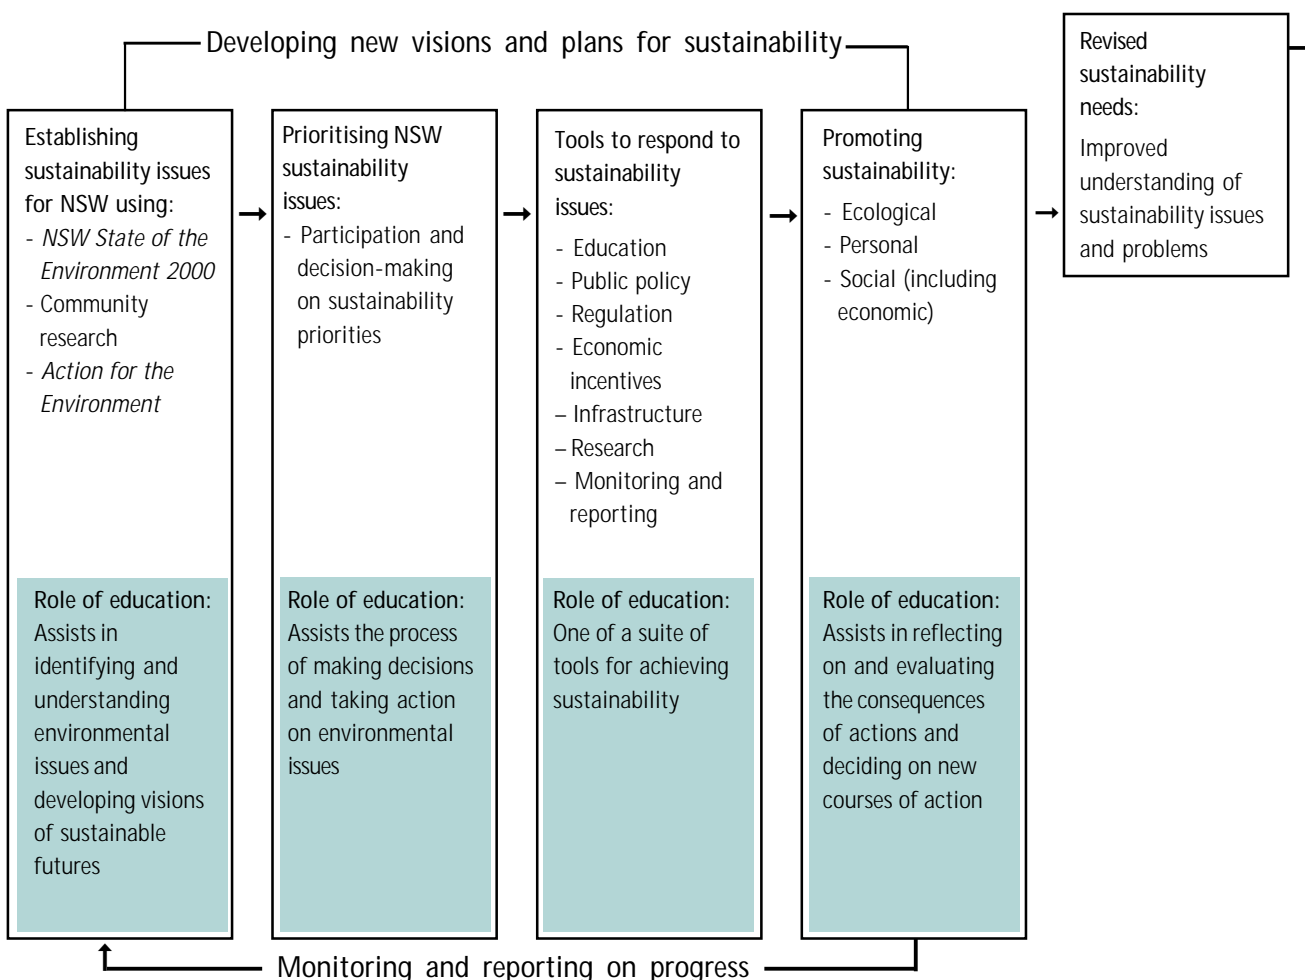 Developing new visions and plans for sustainability
Establishing
sustainability issues
for NSW using:
- NSW State of the
Environment 2000
- Community
research
- Action for the
Environment
Role of education:
Assists in
identifying and
understanding
environmental
issues and
developing visions
of sustainable
futures
Prioritising NSW
sustainability
issues:
- Participation and
decision-making
on sustainability
priorities
Role of education:
Assists the process
of making decisions
and taking action
on environmental
issues
Tools to respond to
sustainability
issues:
- Education
- Public policy
- Regulation
- Economic
incentives
– Infrastructure
– Research
– Monitoring and
reporting
Role of education:
One of a suite of
tools for achieving
sustainability
Promoting
sustainability:
- Ecological
- Personal
- Social (including
economic)
Role of education:
Assists in reflecting
on and evaluating
the consequences
of actions and
deciding on new
courses of action
Revised
sustainability
needs:
Improved
understanding of
sustainability issues
and problems
Monitoring and reporting on progress